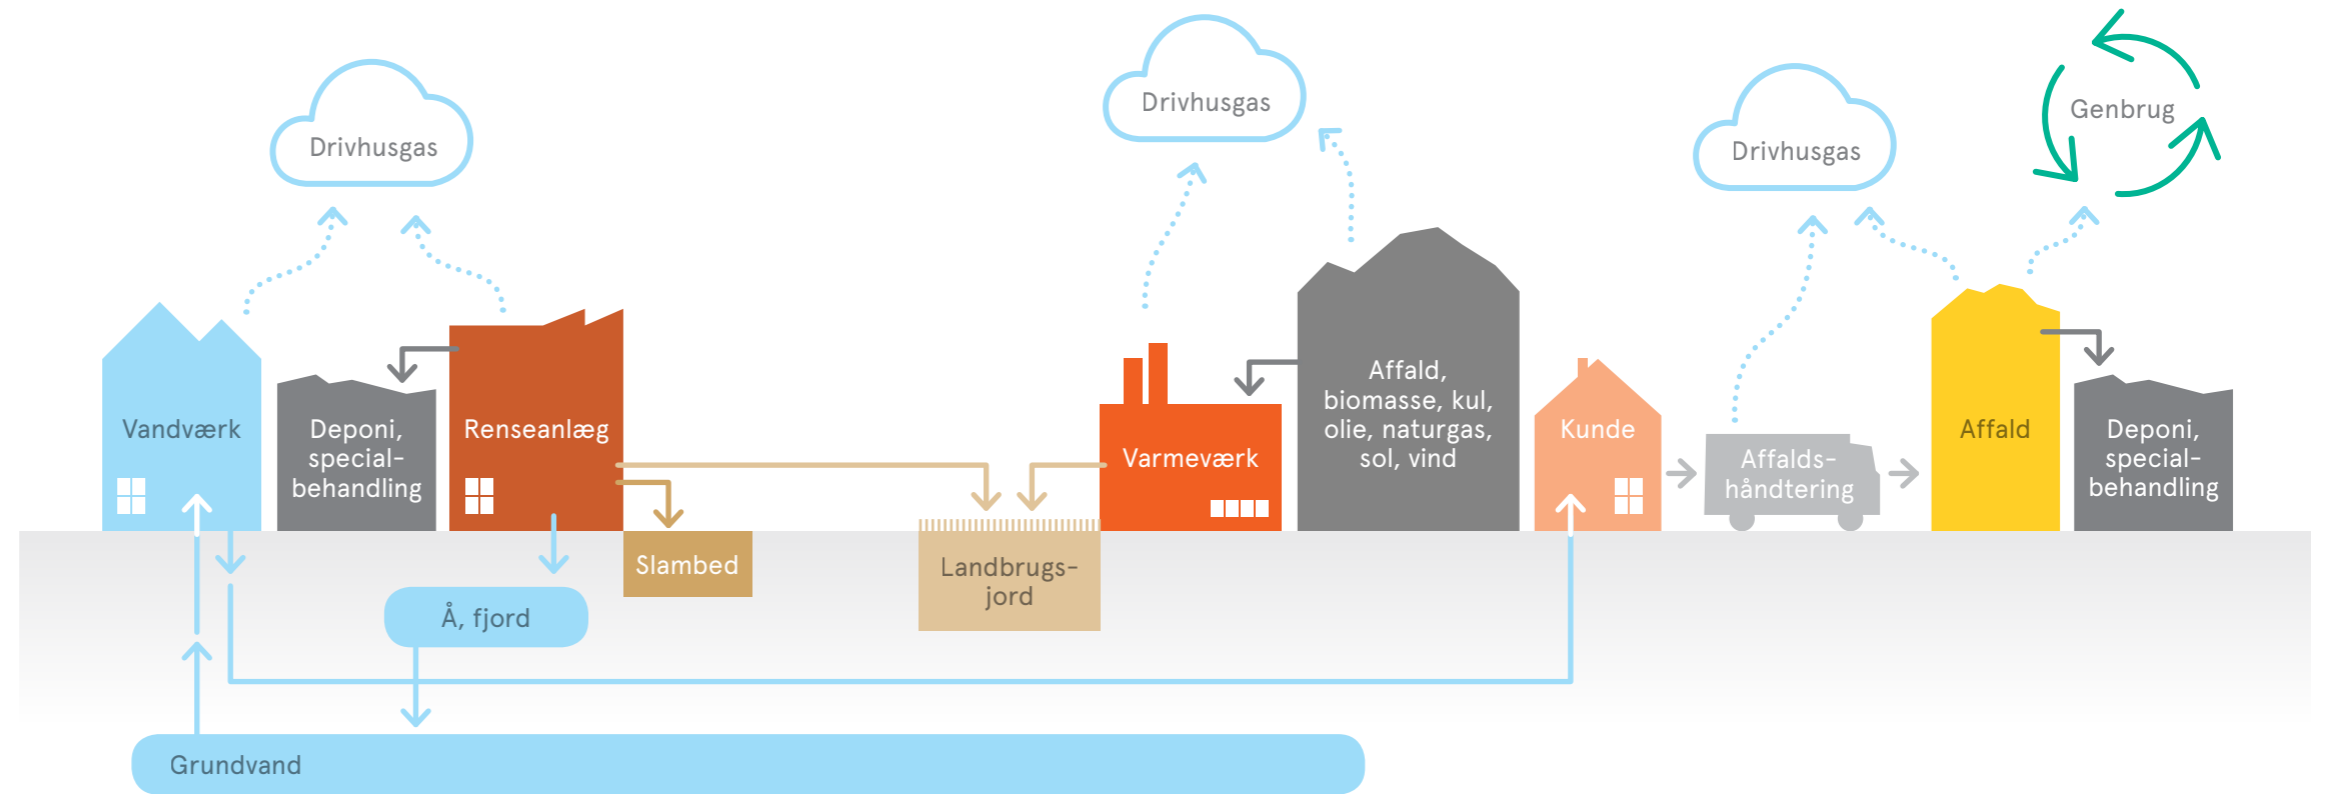 Drivhusgas
Drivhusgas
Drivhusgas
Genbrug
Vandværk
Deponi,
special-
behandling
Renseanlæg
Varmeværk
Affald,
biomasse, kul,
olie, naturgas,
sol, vind
Kunde
Affalds-
håndtering
Affald
Deponi,
special-
behandling
Slambed
Landbrugs-
jord
Å, fjord
Grundvand